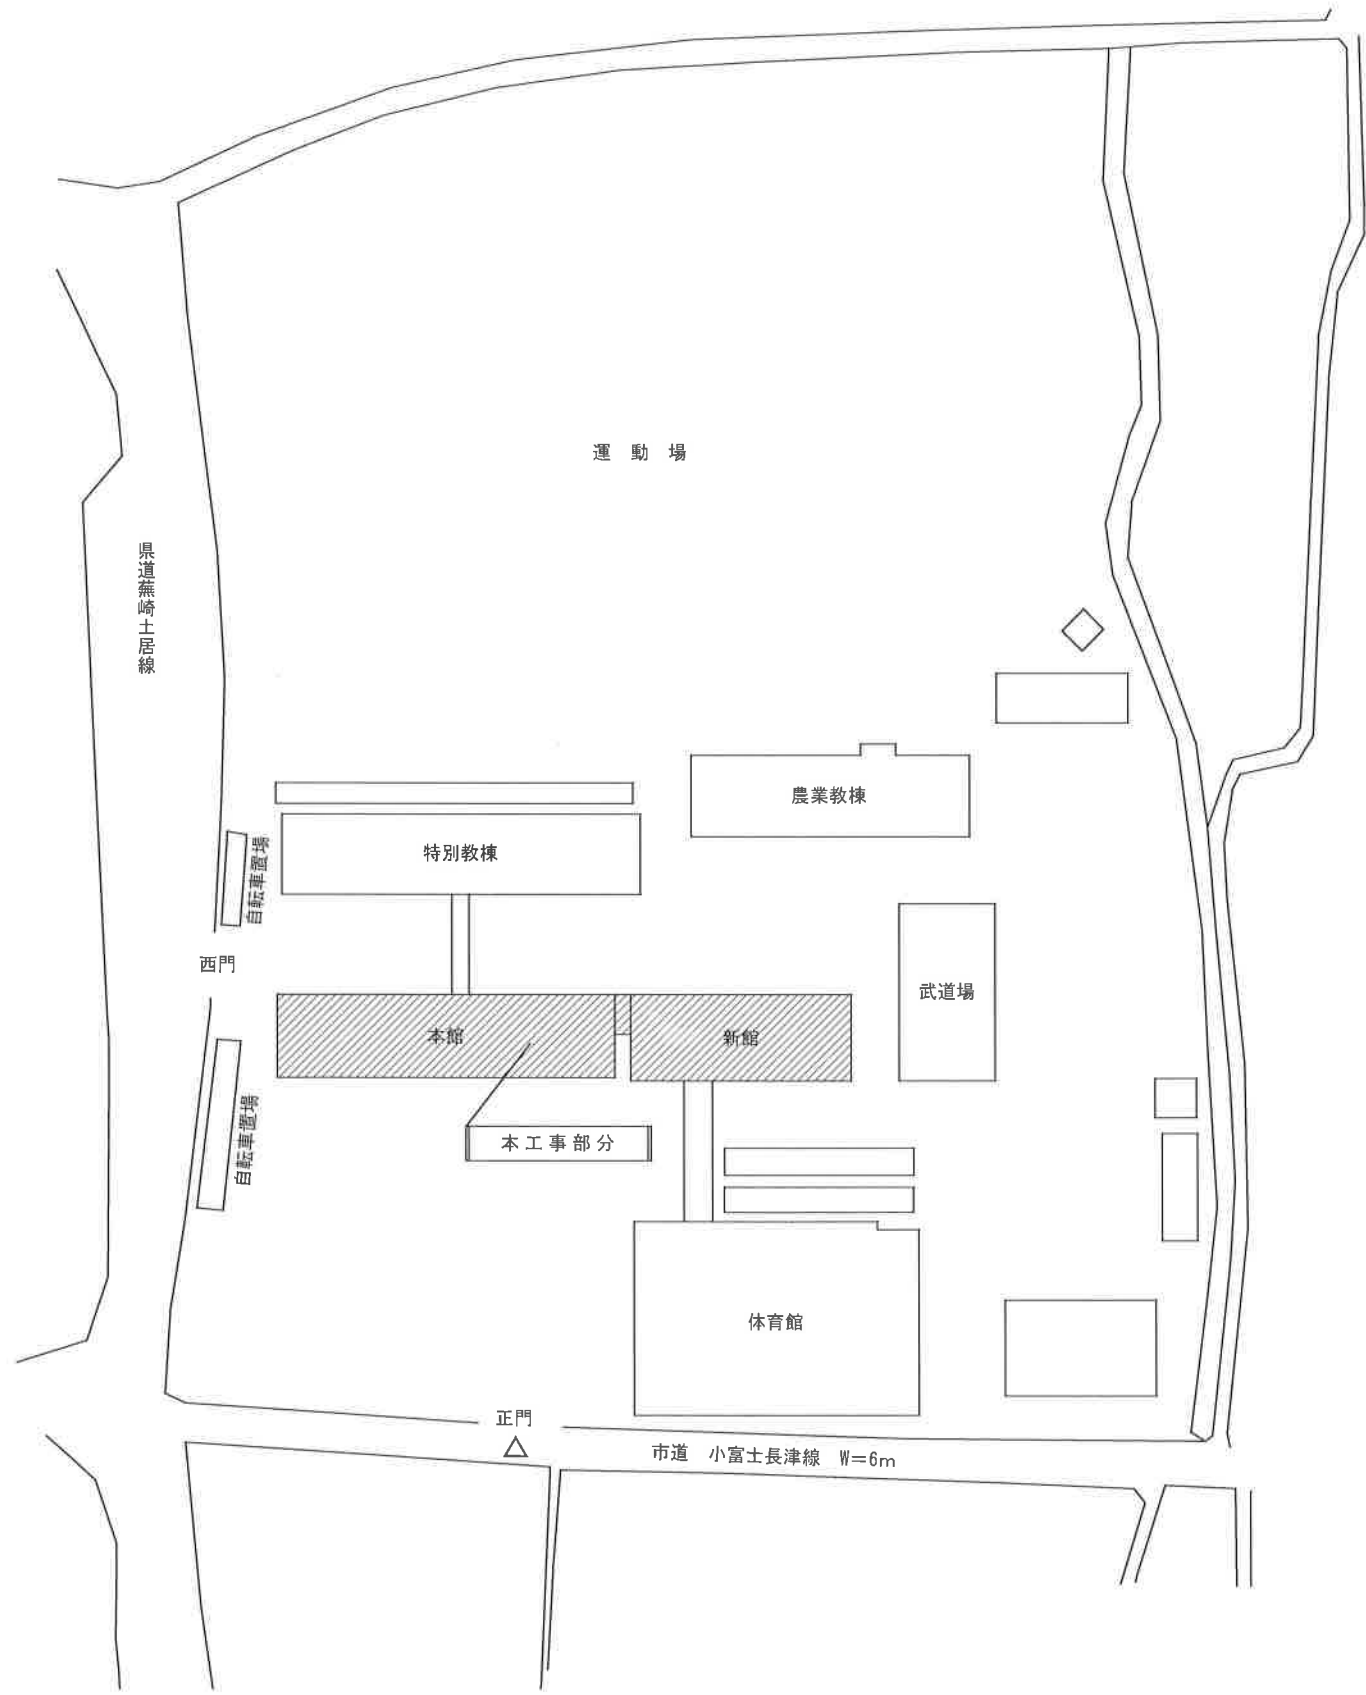 運動場
県道蕪崎土居線
農業教棟
特別教棟
自転車置場
西門
武道場
本館
新館
自転車置場
本工事部分
体育館
正門
市道 小富士長津線 W=6m